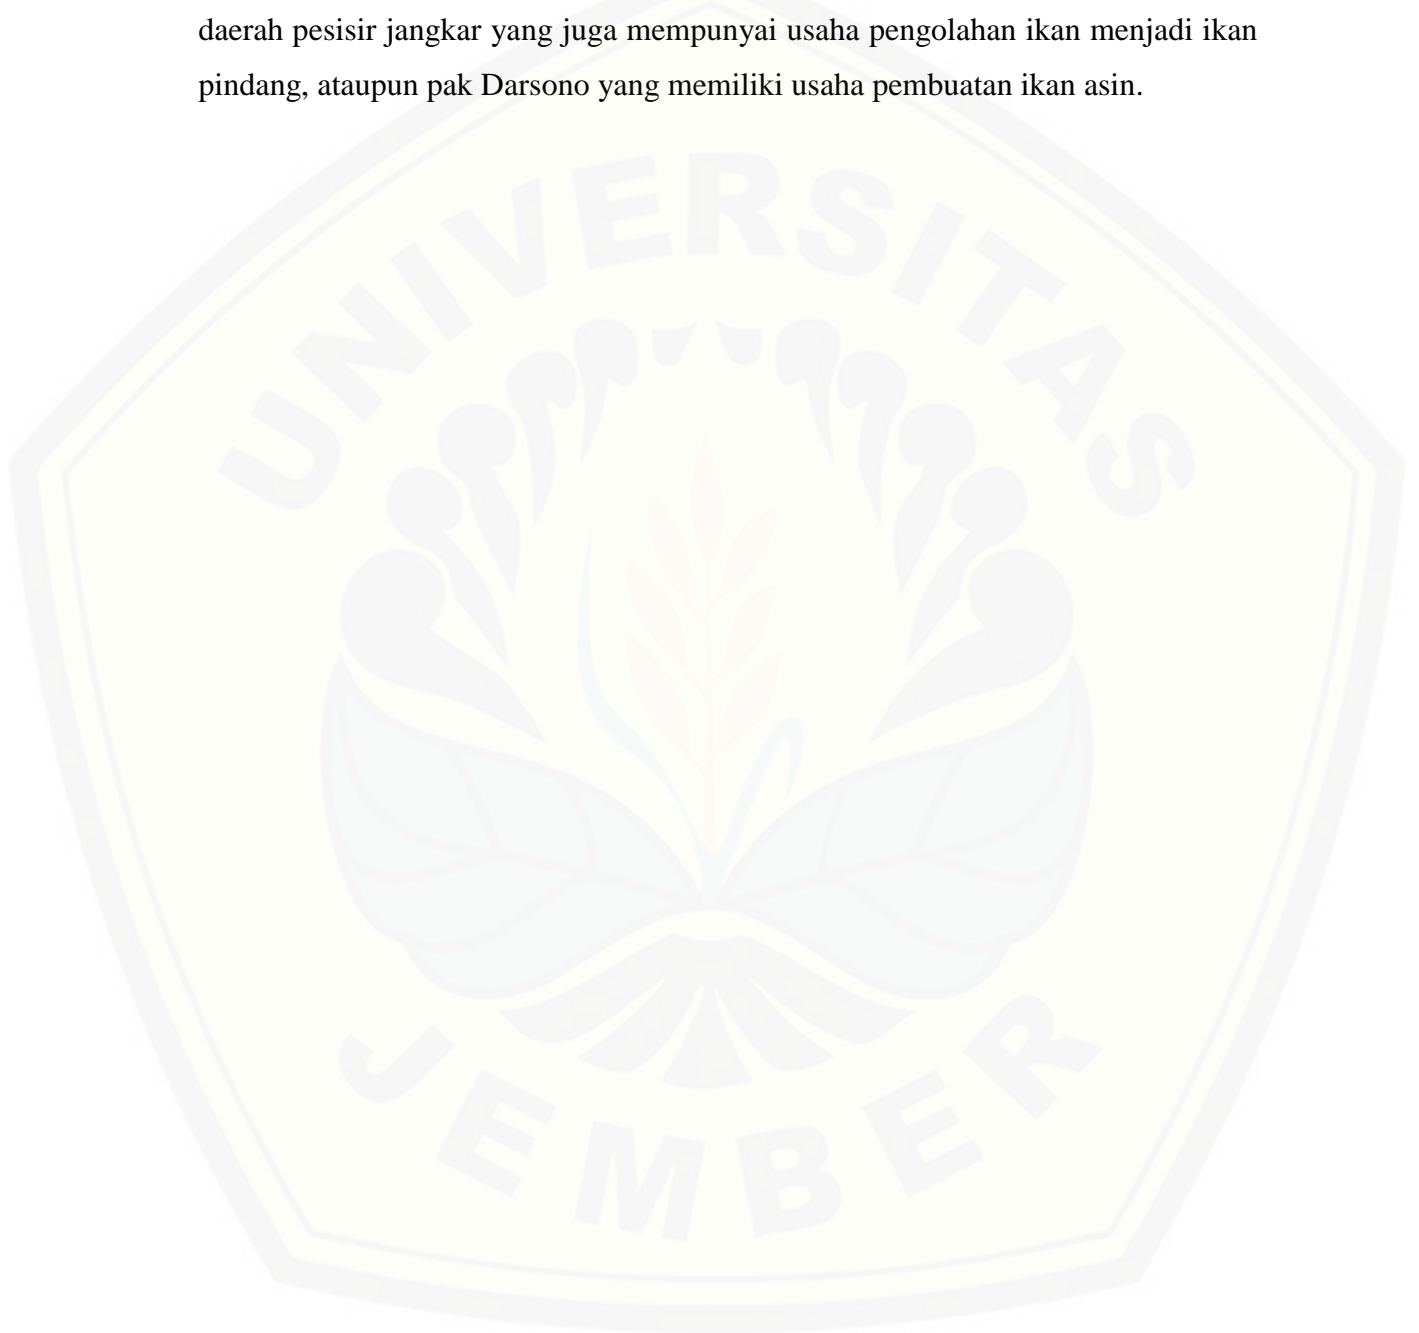 daerah pesisir jangkar yang juga mempunyai usaha pengolahan ikan menjadi ikan
pindang, ataupun pak Darsono yang memiliki usaha pembuatan ikan asin.
UNIVERSITAS
JEMBER